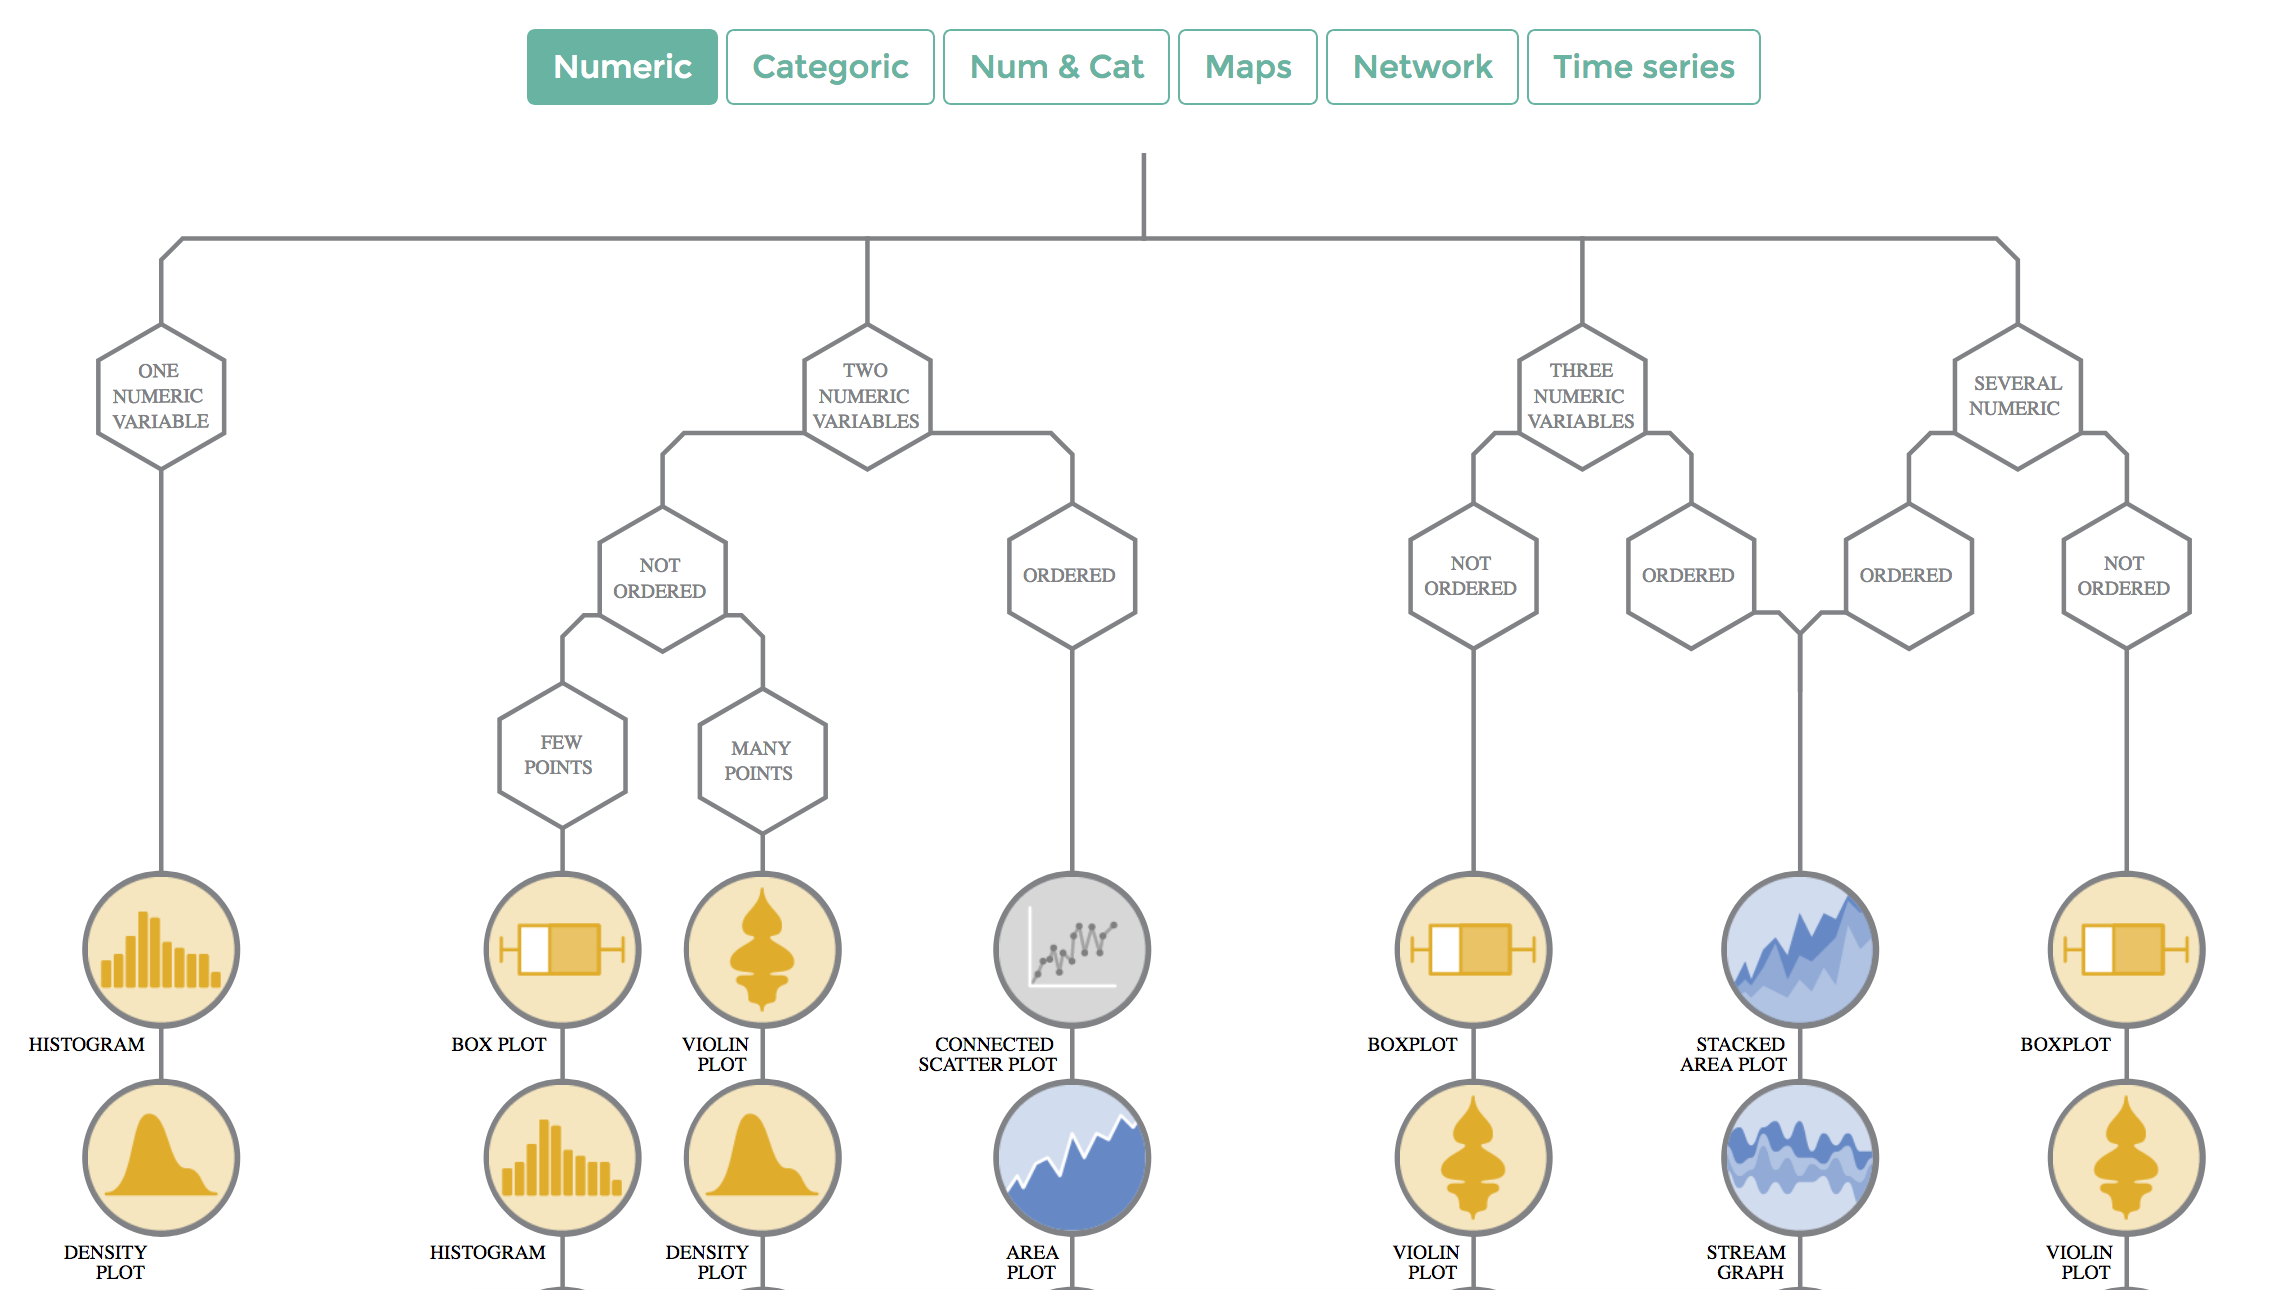 Numeric
Categoric
Num & Cat
Maps
Network
Time series
ONE
NUMERIC
VARIABLE
TWO
NUMERIC
VARIABLES
THREE
NUMERIC
VARIABLES
SEVERAL
NUMERIC
NOT
ORDERED
ORDERED
NOT
ORDERED
ORDERED
ORDERED
NOT
ORDERED
FEW
POINTS
MANY
POINTS
HISTOGRAM
BOX PLOT
VIOLIN
PLOT
CONNECTED
SCATTER PLOT
BOXPLOT
STACKED
AREA PLOT
BOXPLOT
DENSITY
PLOT
HISTOGRAM
DENSITY
PLOT
AREA
PLOT
VIOLIN
PLOT
STREAM
GRAPH
VIOLIN
PLOT